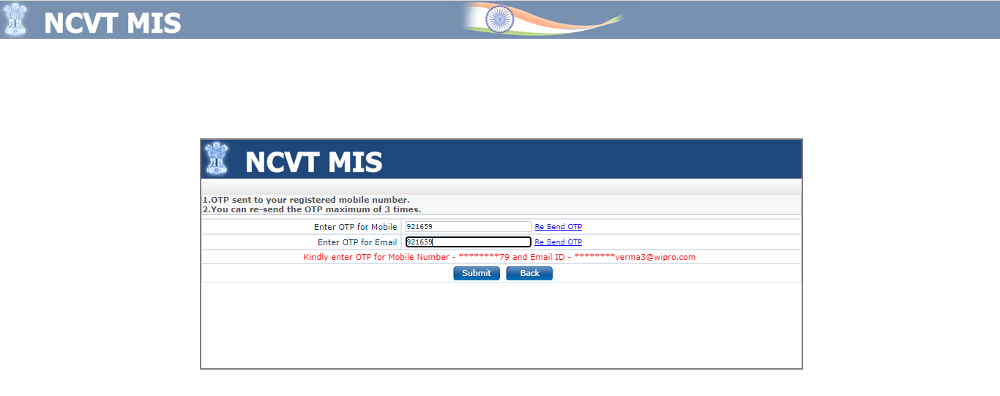 NCVT MIS
NCVT MIS
1.OTP sent to your registered mobile number.
2.You can re-send the OTP maximum of 3 times.
Enter OTP for Mobile 921659 Re Send OTP
Enter OTP for Email 921659 Re Send OTP
Kindly enter OTP for Mobile Number - ********79 and Email ID - ********verma3@wipro.com
Submit Back